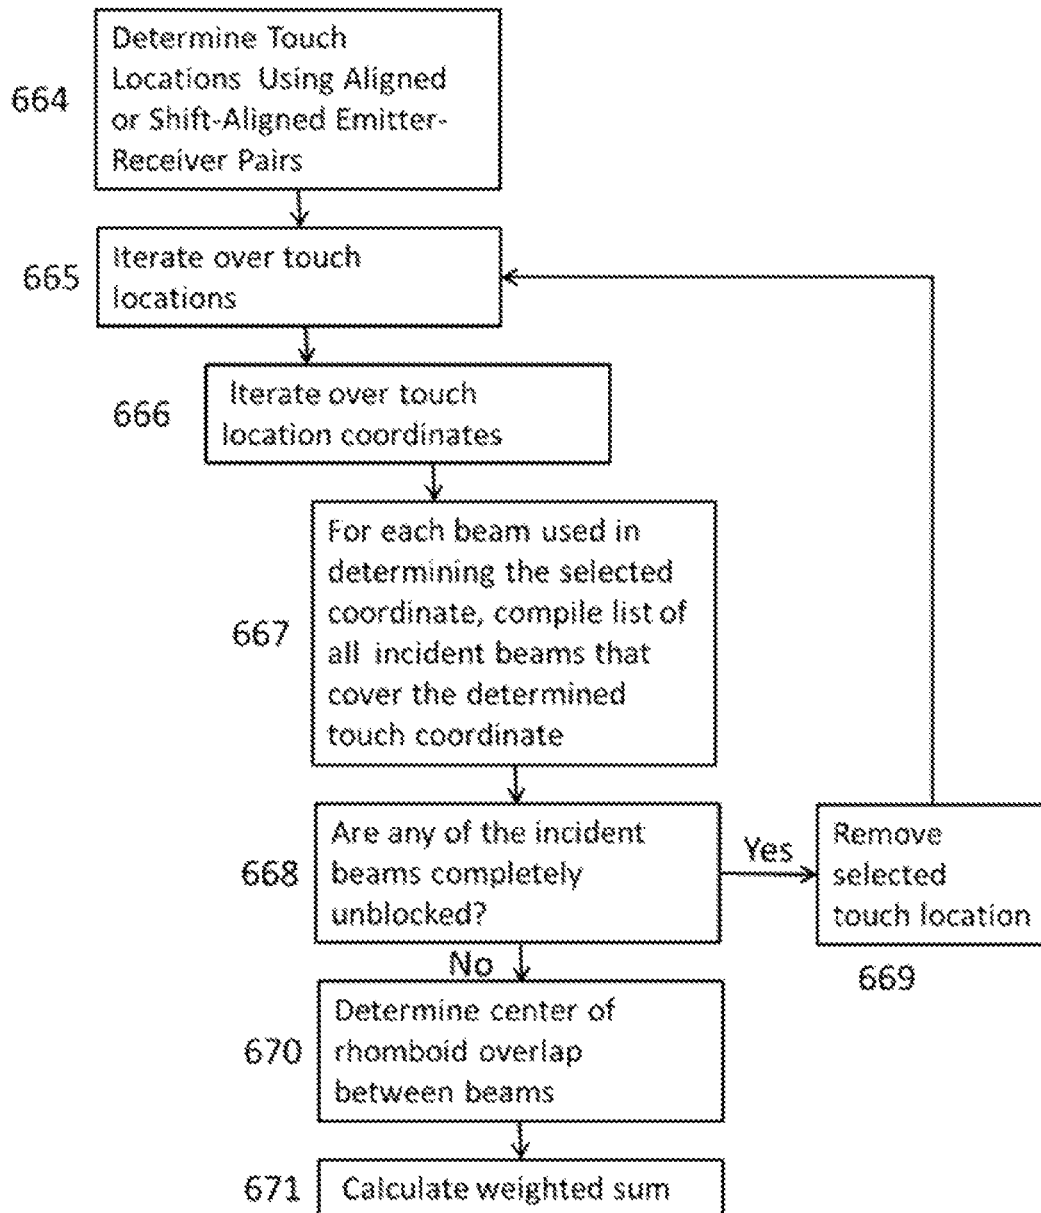 664
Determine Touch
Locations Using Aligned
or Shift-Aligned Emitter-
Receiver Pairs
665
Iterate over touch
locations
666
Iterate over touch
location coordinates
667
For each beam used in
determining the selected
coordinate, compile list of
all incident beams that
cover the determined
touch coordinate
668
Are any of the incident
beams completely
unblocked?
Yes
Remove
selected
touch location
669
No
670
Determine center of
rhomboid overlap
between beams
671
Calculate weighted sum